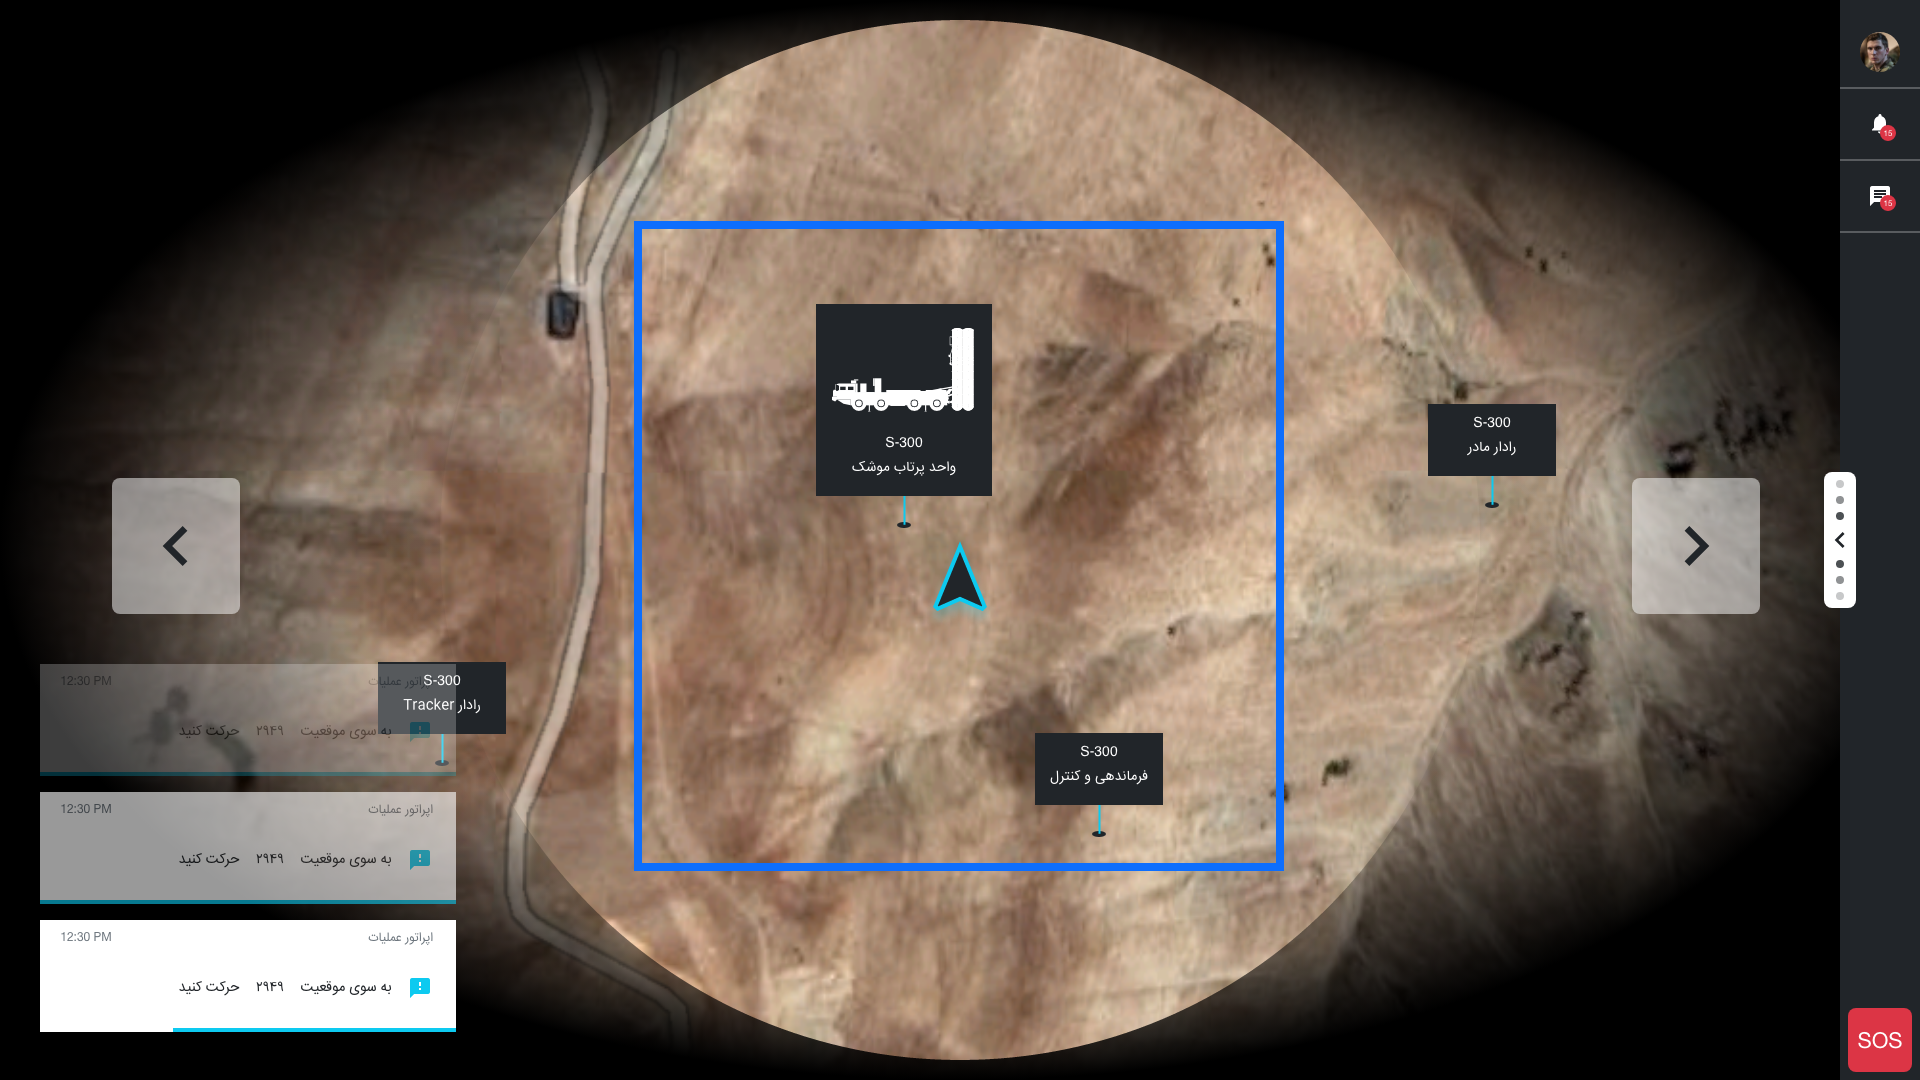 15
15
S-300
واحد پرتاب موشک
S-300
رادار مادر
12:30 PM
اپراتور عملیات
S-300
رادار Tracker
به سوی موقعیت ۲۹۴۹ حرکت کنید
S-300
فرماندهی و کنترل
12:30 PM
اپراتور عملیات
به سوی موقعیت ۲۹۴۹ حرکت کنید
12:30 PM
اپراتور عملیات
به سوی موقعیت ۲۹۴۹ حرکت کنید
SOS